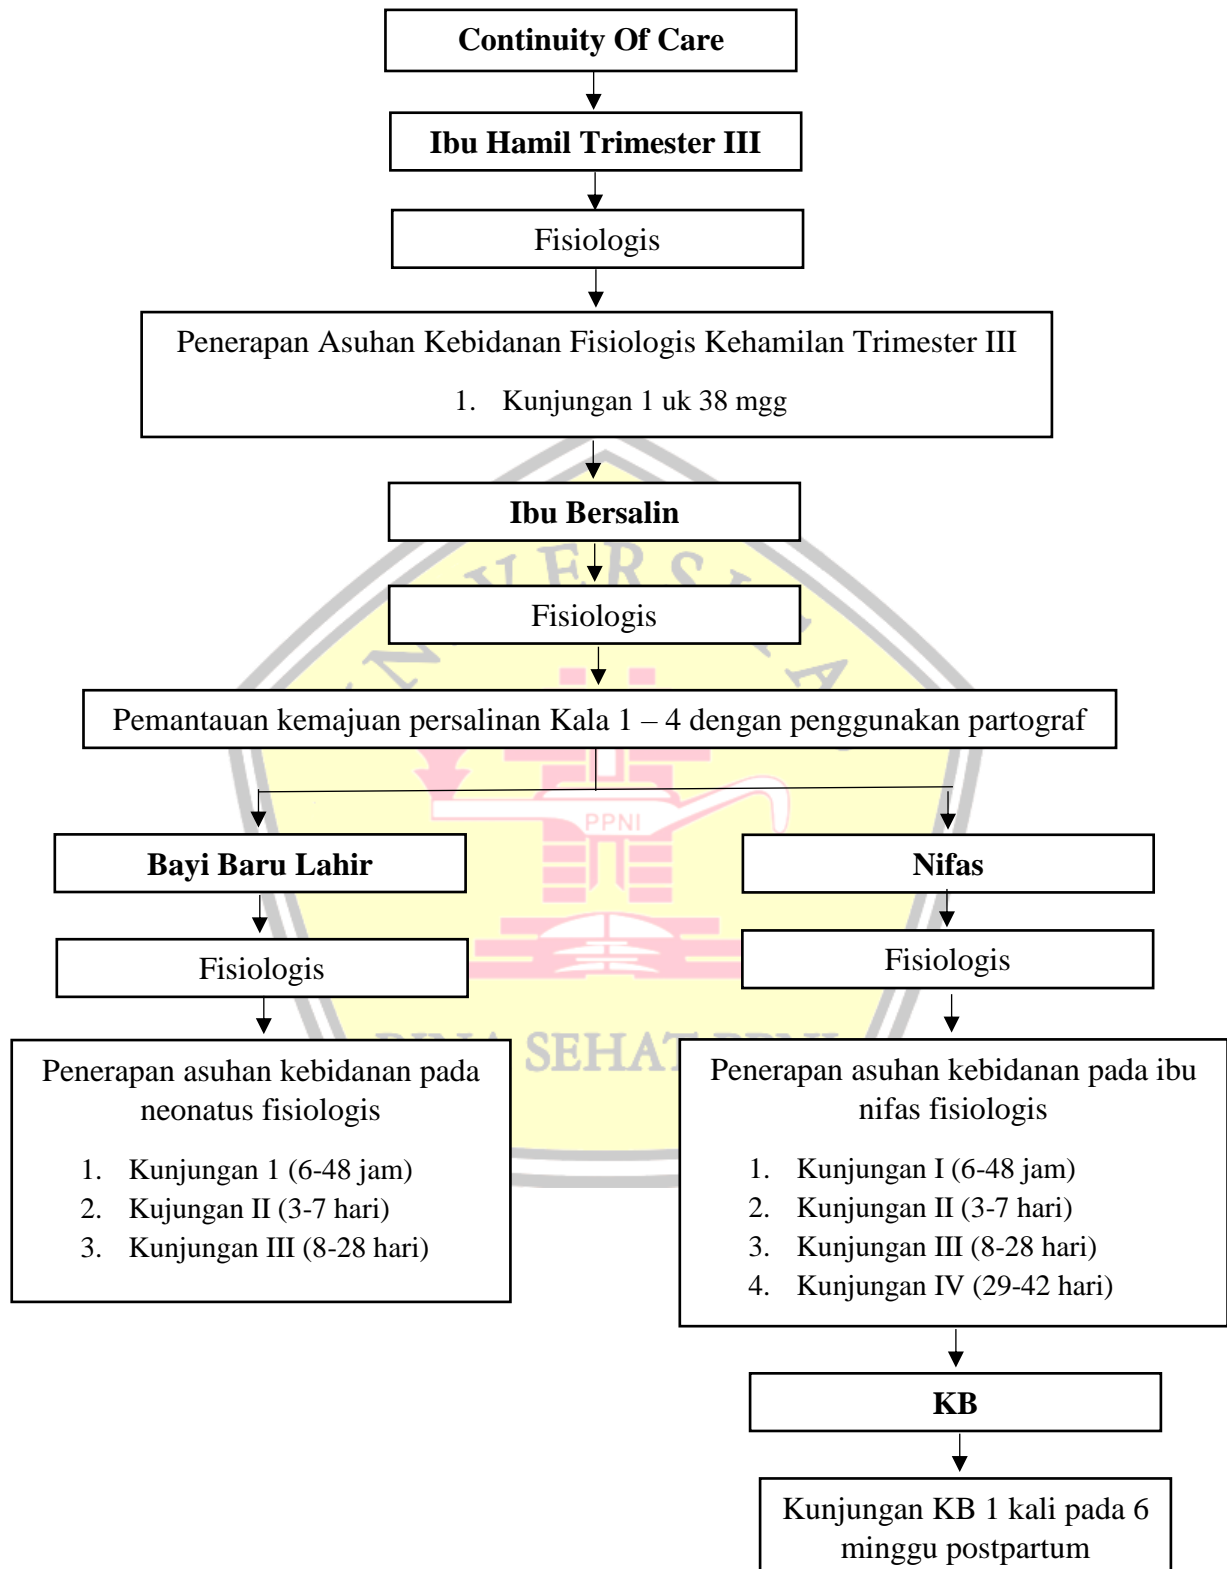 Continuity Of Care
Ibu Hamil Trimester III
Fisiologis
Penerapan Asuhan Kebidanan Fisiologis Kehamilan Trimester III
1. Kunjungan 1 uk 38 mgg
Ibu Bersalin
Fisiologis
Pemantauan kemajuan persalinan Kala 1 – 4 dengan penggunakan partograf
PPNI
Bayi Baru Lahir
Fisiologis
Penerapan asuhan kebidanan pada
neonatus fisiologis
1. Kunjungan 1 (6-48 jam)
2. Kujungan II (3-7 hari)
3. Kunjungan III (8-28 hari)
Nifas
Fisiologis
Penerapan asuhan kebidanan pada ibu
nifas fisiologis
1. Kunjungan I (6-48 jam)
2. Kunjungan II (3-7 hari)
3. Kunjungan III (8-28 hari)
4. Kunjungan IV (29-42 hari)
KB
Kunjungan KB 1 kali pada 6
minggu postpartum
SEHAT